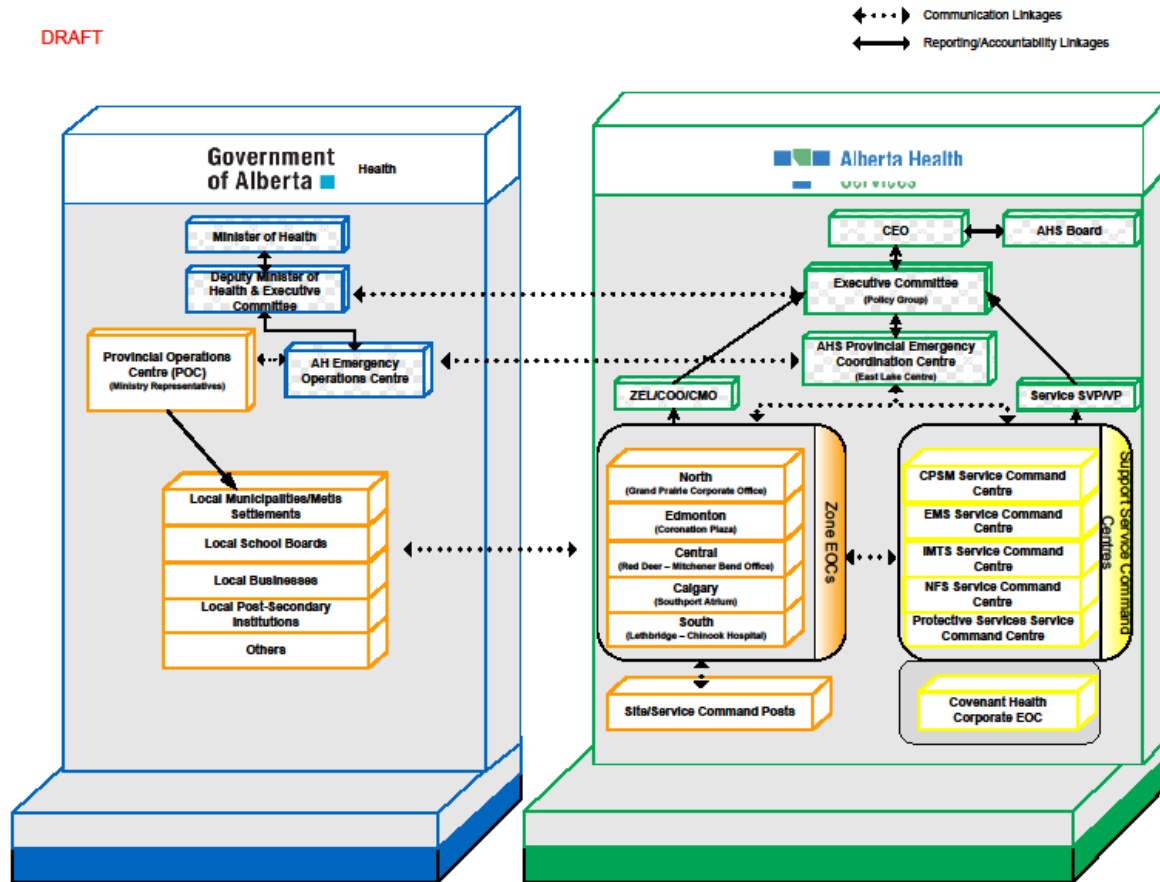 DRAFT
Communication Linkages
Reporting/Accountability Linkages
Government
of Alberta
Health
Minister of Health
Deputy Minister of
Health & Executive
Committee
Provincial Operations
Centre (POC)
(Ministry Representatives)
AH Emergency
Operations Centre
Local Municipalities/Metis
Settlements
Local School Boards
Local Businesses
Local Post-Secondary
Institutions
Others
Alberta Health
Services
CEO
AHS Board
Executive Committee
(Policy Group)
AHS Provincial Emergency
Coordination Centre
(East Lake Centre)
ZEL/COO/CMO
Service SVP/VP
North
(Grand Prairie Corporate Office)
Edmonton
(Coronation Plaza)
Central
(Red Deer – Mitchener Bend Office)
Calgary
(Southport Atrium)
South
(Lethbridge – Chinook Hospital)
Zone EOCs
CPSM Service Command
Centre
EMS Service Command
Centre
IMTS Service Command
Centre
NFS Service Command
Centre
Protective Services Service
Command Centre
Support Service Command
Centres
Site/Service Command Posts
Covenant Health
Corporate EOC